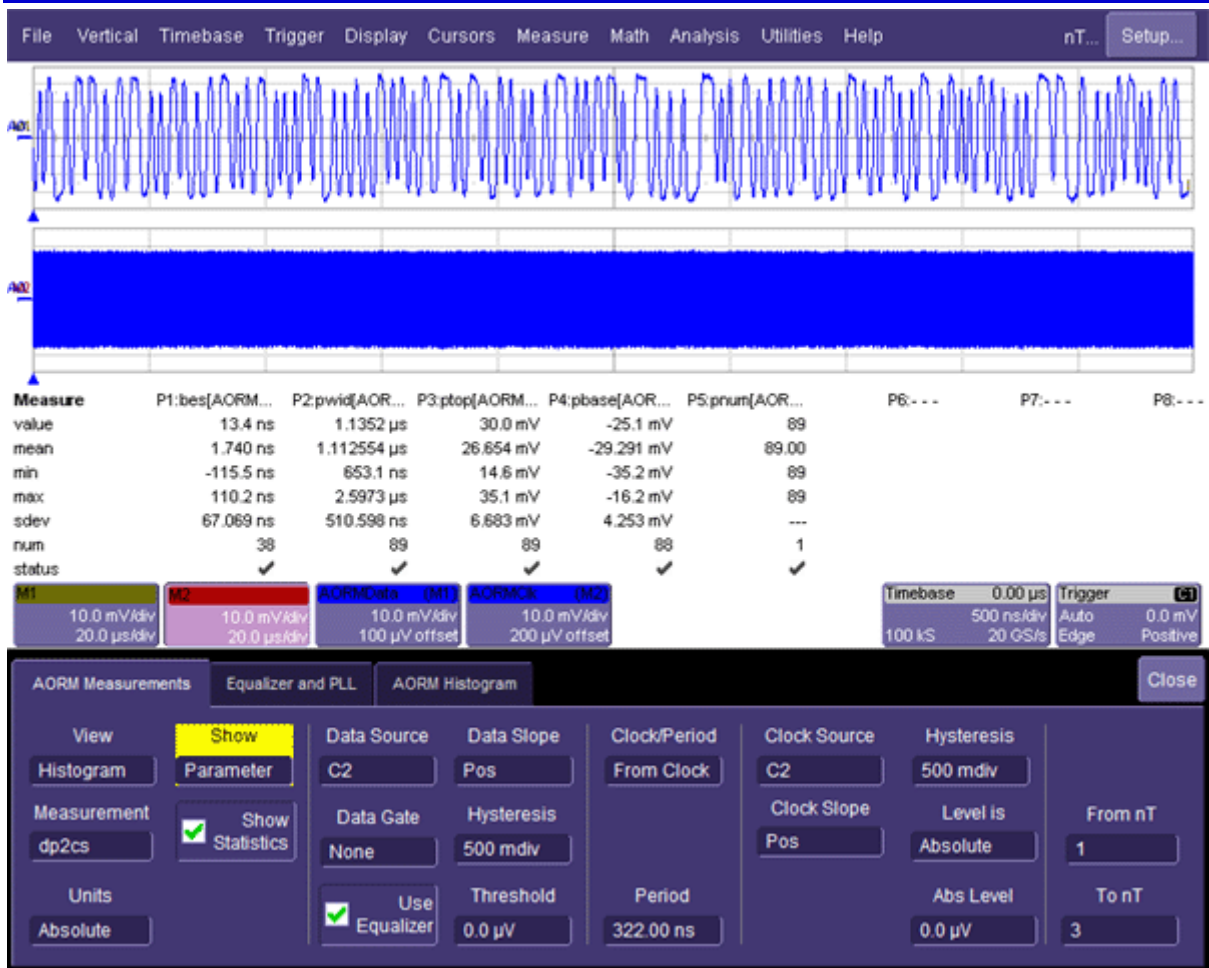 File Vertical Timebase Trigger Display Cursors Measure Math Analysis Utilities Help nT... Setup...
Measure P1:bes[AORM... P2:pwid[AOR... P3:ptop[AORM... P4:pbase[AOR... P5:pnum[AOR... P6:- - - P7:- - - P8:- - -
value 13.4 ns 1.1352 µs 30.0 mV -25.1 mV 89
mean 1.740 ns 1.112554 µs 26.654 mV -29.291 mV 89.00
min -115.5 ns 653.1 ns 14.6 mV -35.2 mV 89
max 110.2 ns 2.5973 µs 35.1 mV -16.2 mV 89
sdev 67.069 ns 510.598 ns 6.683 mV 4.253 mV ---
num 38 89 89 88 1
status
M1 M2 AORMData (M1) AORMClk (M2) Timebase 0.00 µs Trigger C1
10.0 mV/div 10.0 mV/div 10.0 mV/div 10.0 mV/div 500 ns/div Auto 0.0 mV
20.0 µs/div 20.0 µs/div 100 µV offset 200 µV offset 100 kS 20 GS/s Edge Positive
AORM Measurements Equalizer and PLL AORM Histogram Close
View Show Data Source Data Slope Clock/Period Clock Source Hysteresis
Histogram Parameter C2 Pos From Clock C2 500 mdiv
Measurement Show Statistics Data Gate Hysteresis Clock Slope Level is From nT
dp2cs None 500 mdiv Pos Absolute 1
Units Use Equalizer Threshold Period Abs Level To nT
Absolute 0.0 µV 322.00 ns 0.0 µV 3